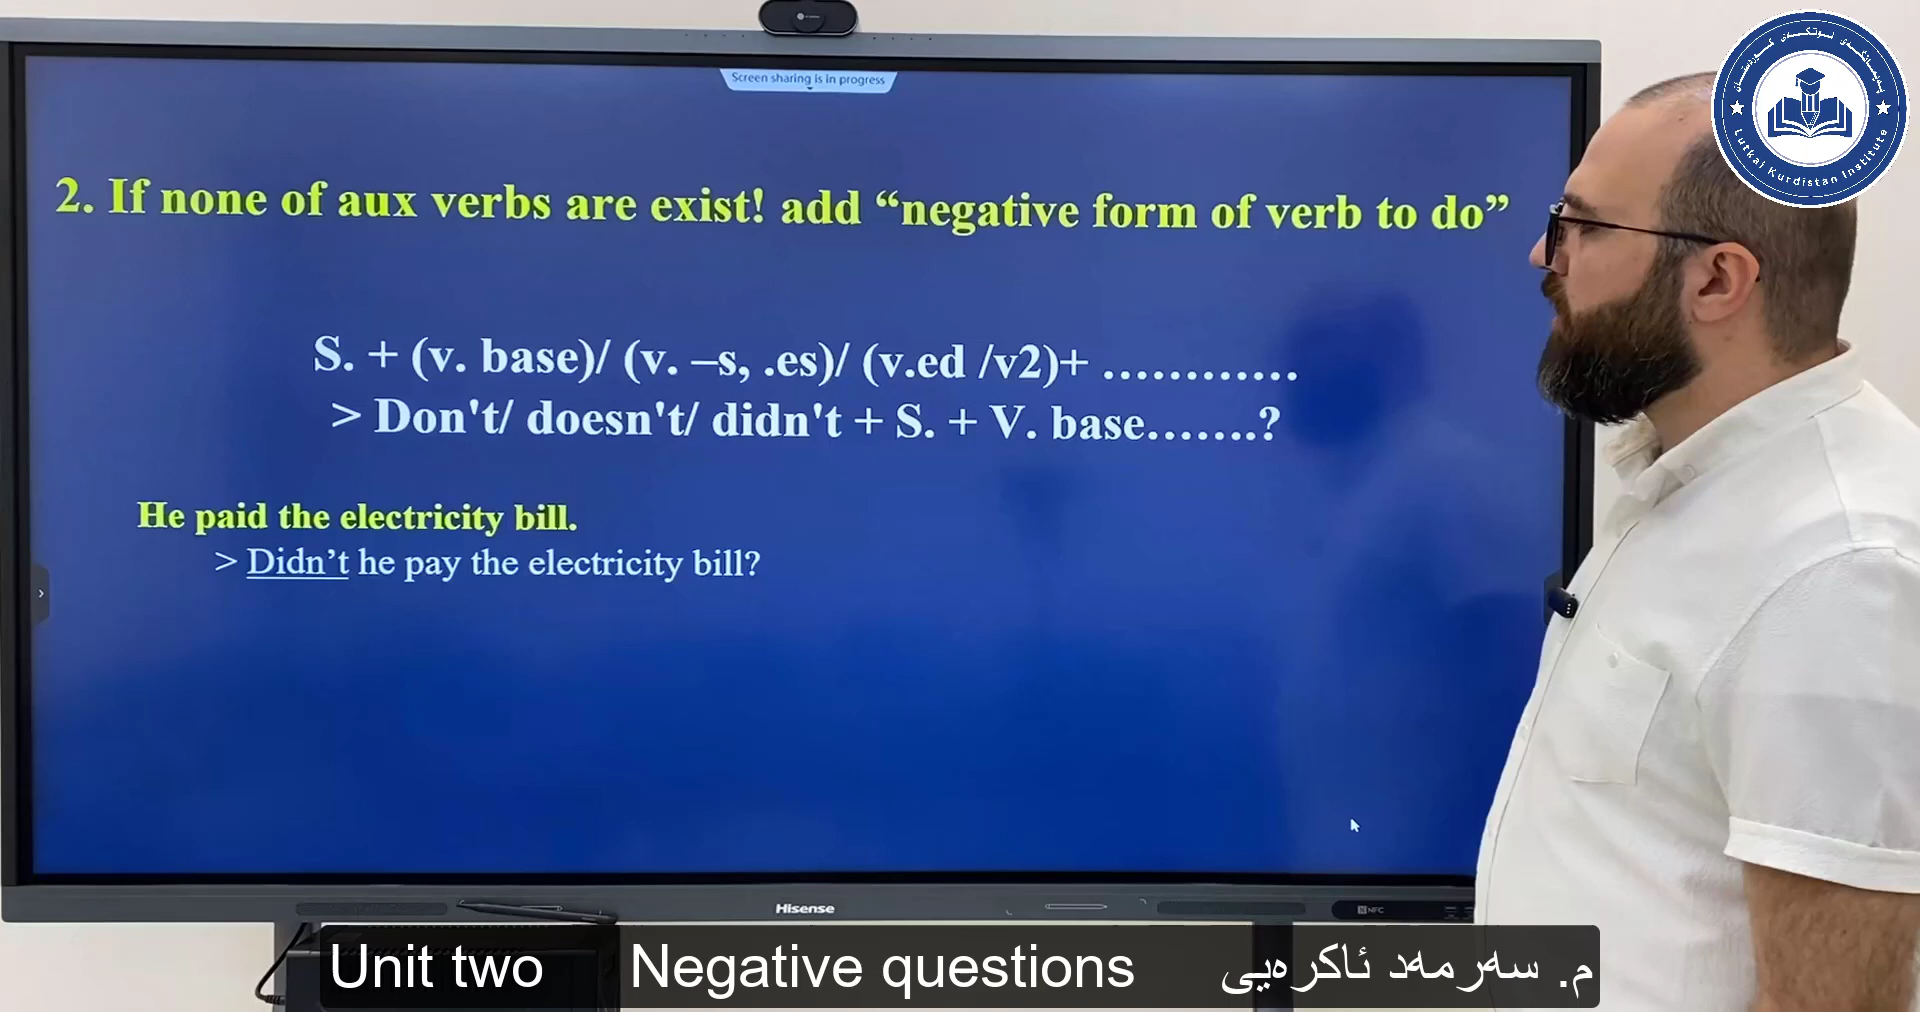 Screen sharing is in progress
2. If none of aux verbs are exist! add “negative form of verb to do”
S. + (v. base)/ (v. –s, .es)/ (v.ed /v2)+ …………
> Don't/ doesn't/ didn't + S. + V. base…….?
He paid the electricity bill.
> Didn’t he pay the electricity bill?
Hisense
NFC
Unit two Negative questions م. سەرمەد ئاکرەیی
Lutkai Kurdistan Institute